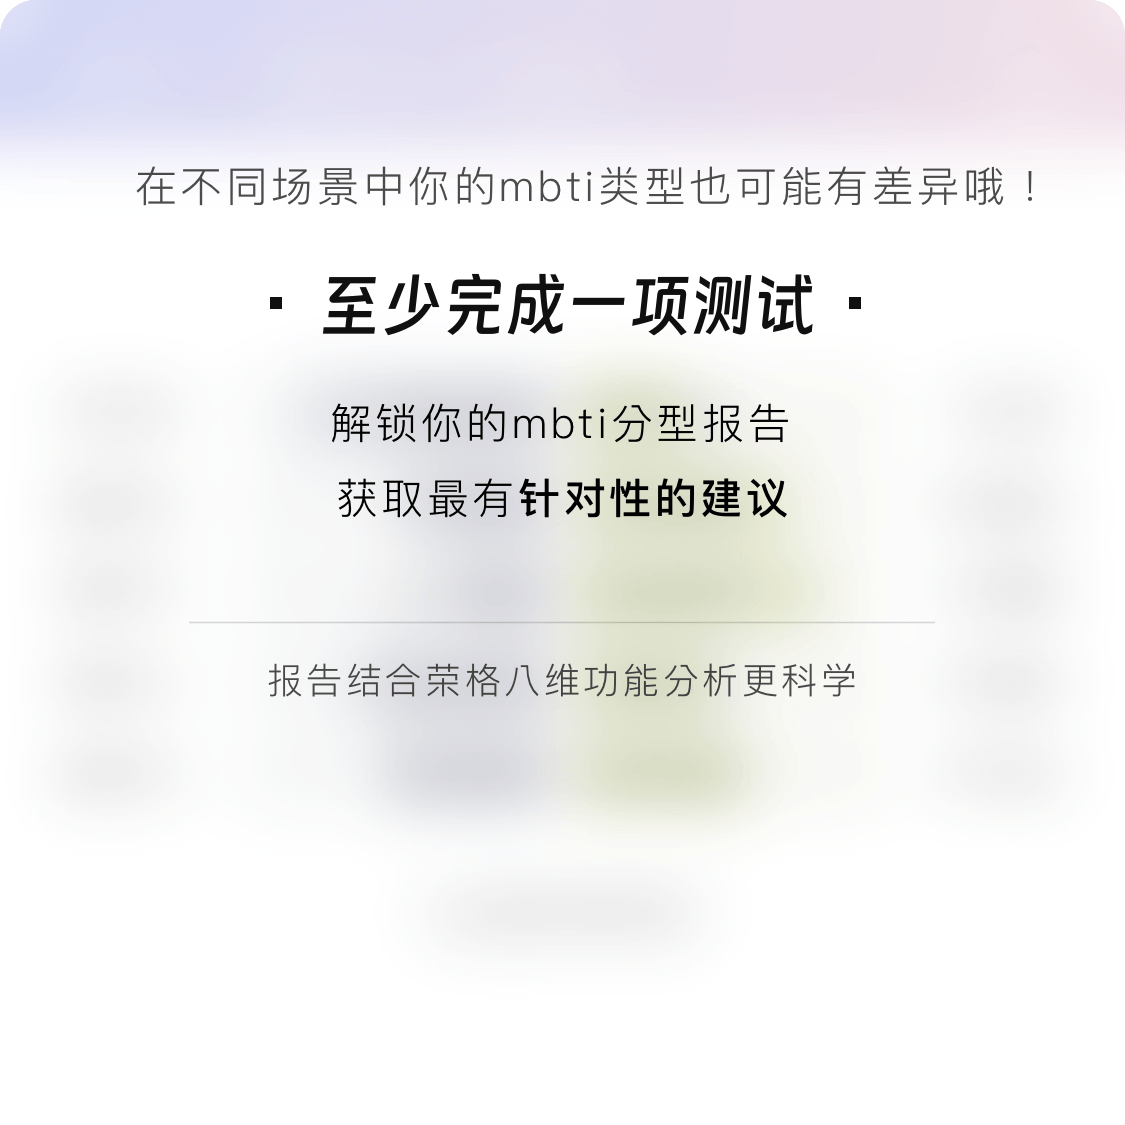 在不同场景中你的mbti类型也可能有差异哦！
· 至少完成一项测试 ·
解锁你的mbti分型报告
获取最有针对性的建议
报告结合荣格八维功能分析更科学